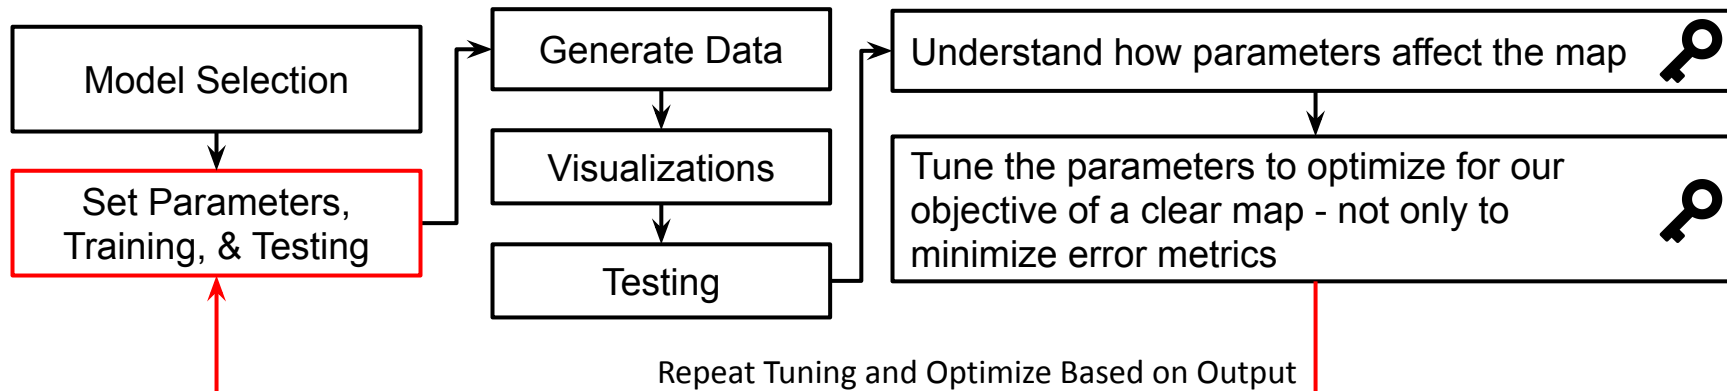 Model Selection
Set Parameters,
Training, & Testing
Generate Data
Visualizations
Testing
Understand how parameters affect the map
Tune the parameters to optimize for our
objective of a clear map - not only to
minimize error metrics
Repeat Tuning and Optimize Based on Output